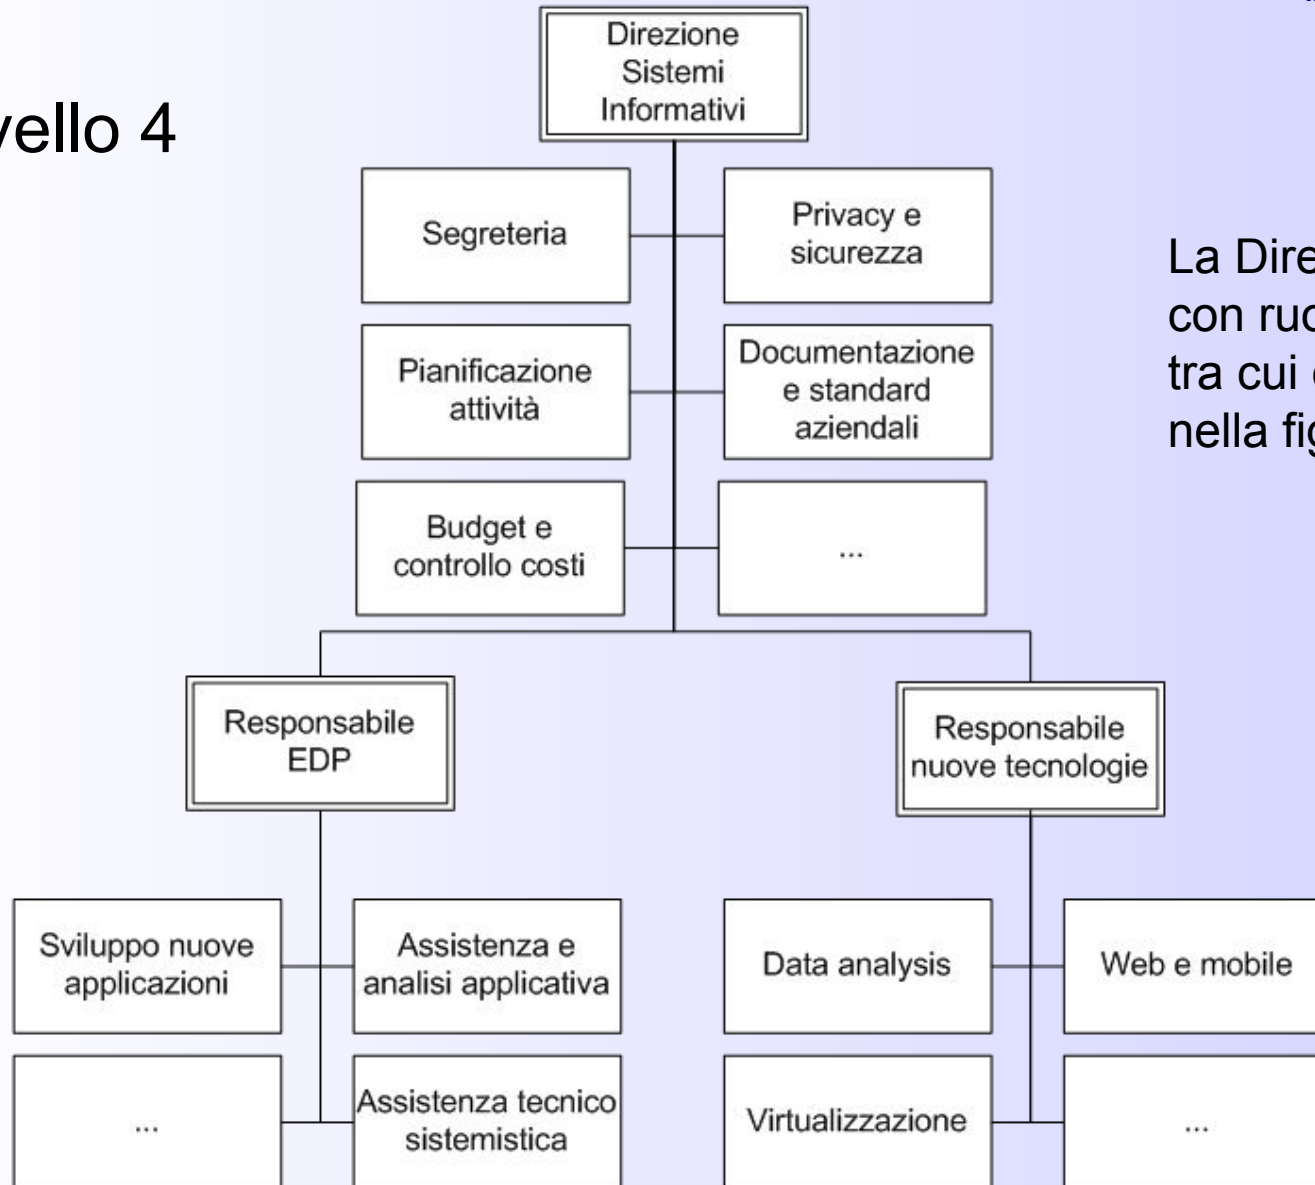 Direzione
Sistemi
Informativi
vello 4
Segreteria
Privacy e
sicurezza
La Dire
con ruo
tra cui
nella fig
Pianificazione
attività
Documentazione
e standard
aziendali
Budget e
controllo costi
...
Responsabile
EDP
Responsabile
nuove tecnologie
Sviluppo nuove
applicazioni
Assistenza e
analisi applicativa
Data analysis
Web e mobile
...
Assistenza tecnico
sistemistica
Virtualizzazione
...